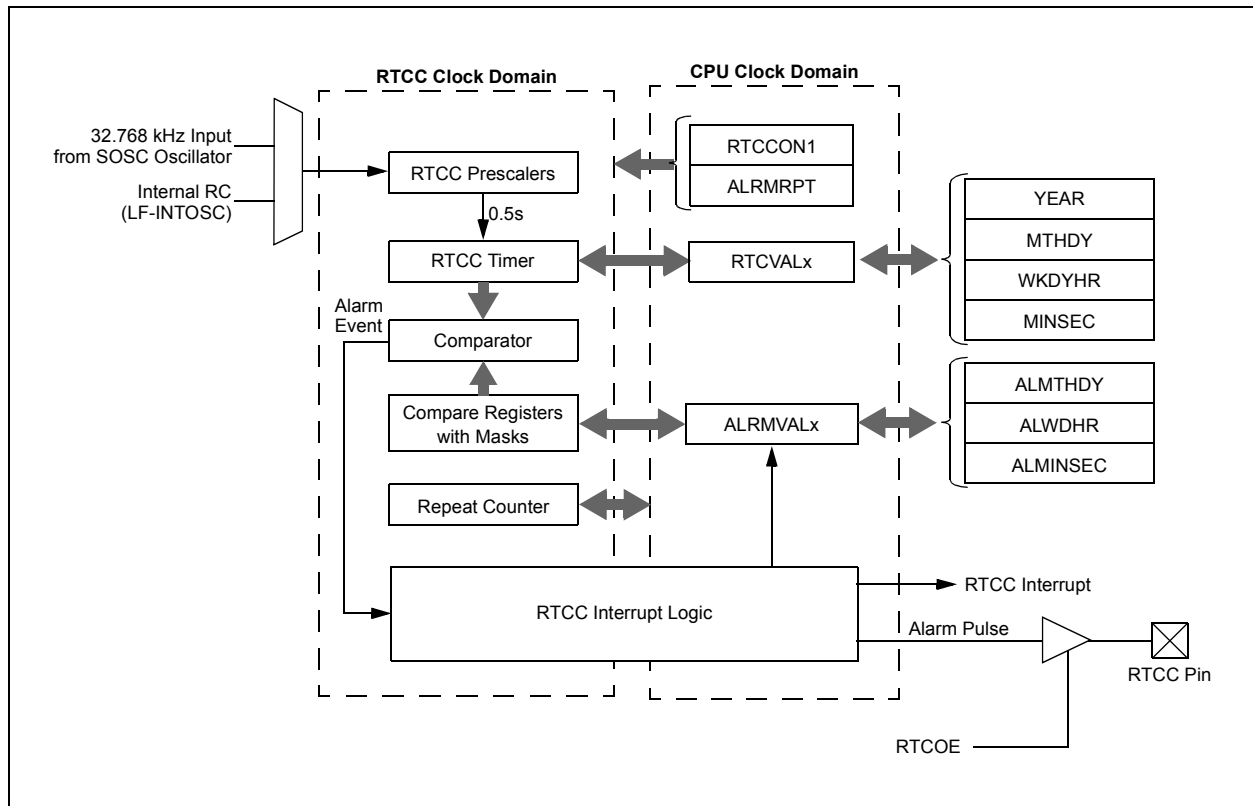 RTCC Clock Domain
CPU Clock Domain
32.768 kHz Input
from SOSC Oscillator
Internal RC
(LF-INTOSC)
RTCC Prescalers
0.5s
RTCC Timer
Alarm
Event
Comparator
Compare Registers
with Masks
Repeat Counter
RTCC Interrupt Logic
RTCCON1
ALRMRPT
RTCVALx
ALRMVALx
YEAR
MTHDY
WKDYHR
MINSEC
ALMTHDY
ALWDHR
ALMINSEC
RTCC Interrupt
Alarm Pulse
RTCC Pin
RTCOE